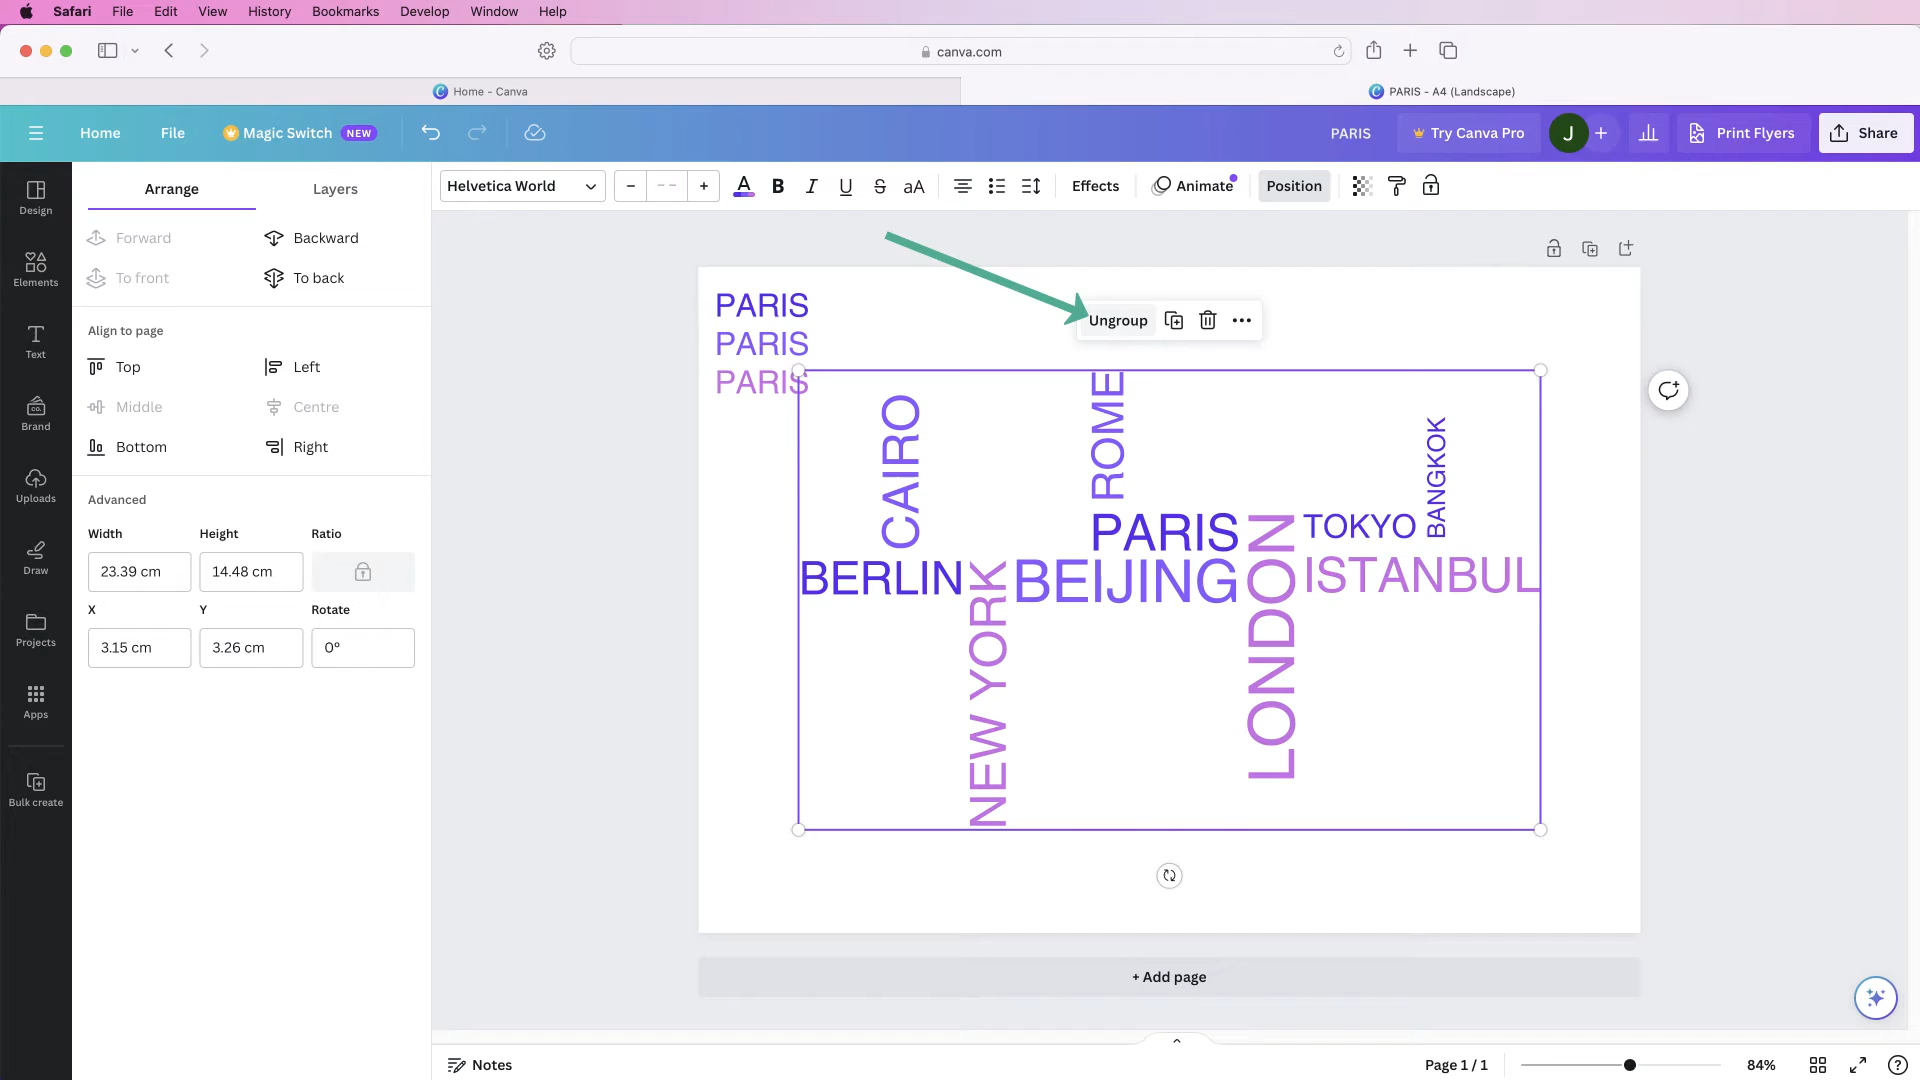 Safari File Edit View History Bookmarks Develop Window Help
canva.com
Home - Canva
PARIS - A4 (Landscape)
Home File Magic Switch NEW
PARIS Try Canva Pro J Print Flyers Share
Design
Elements
Text
Brand
Uploads
Draw
Projects
Apps
Bulk create
Arrange Layers
Forward Backward
To front To back
Align to page
Top Left
Middle Centre
Bottom Right
Advanced
Width Height Ratio
23.39 cm 14.48 cm
X Y Rotate
3.15 cm 3.26 cm 0°
Helvetica World - -- + A B I U S aA Effects Animate Position
PARIS
PARIS
PARIS
Ungroup
CAIRO
ROME
BANGKOK
PARIS
TOKYO
BERLIN
BEIJING
ISTANBUL
NEW YORK
LONDON
+ Add page
Notes
Page 1 / 1 84%